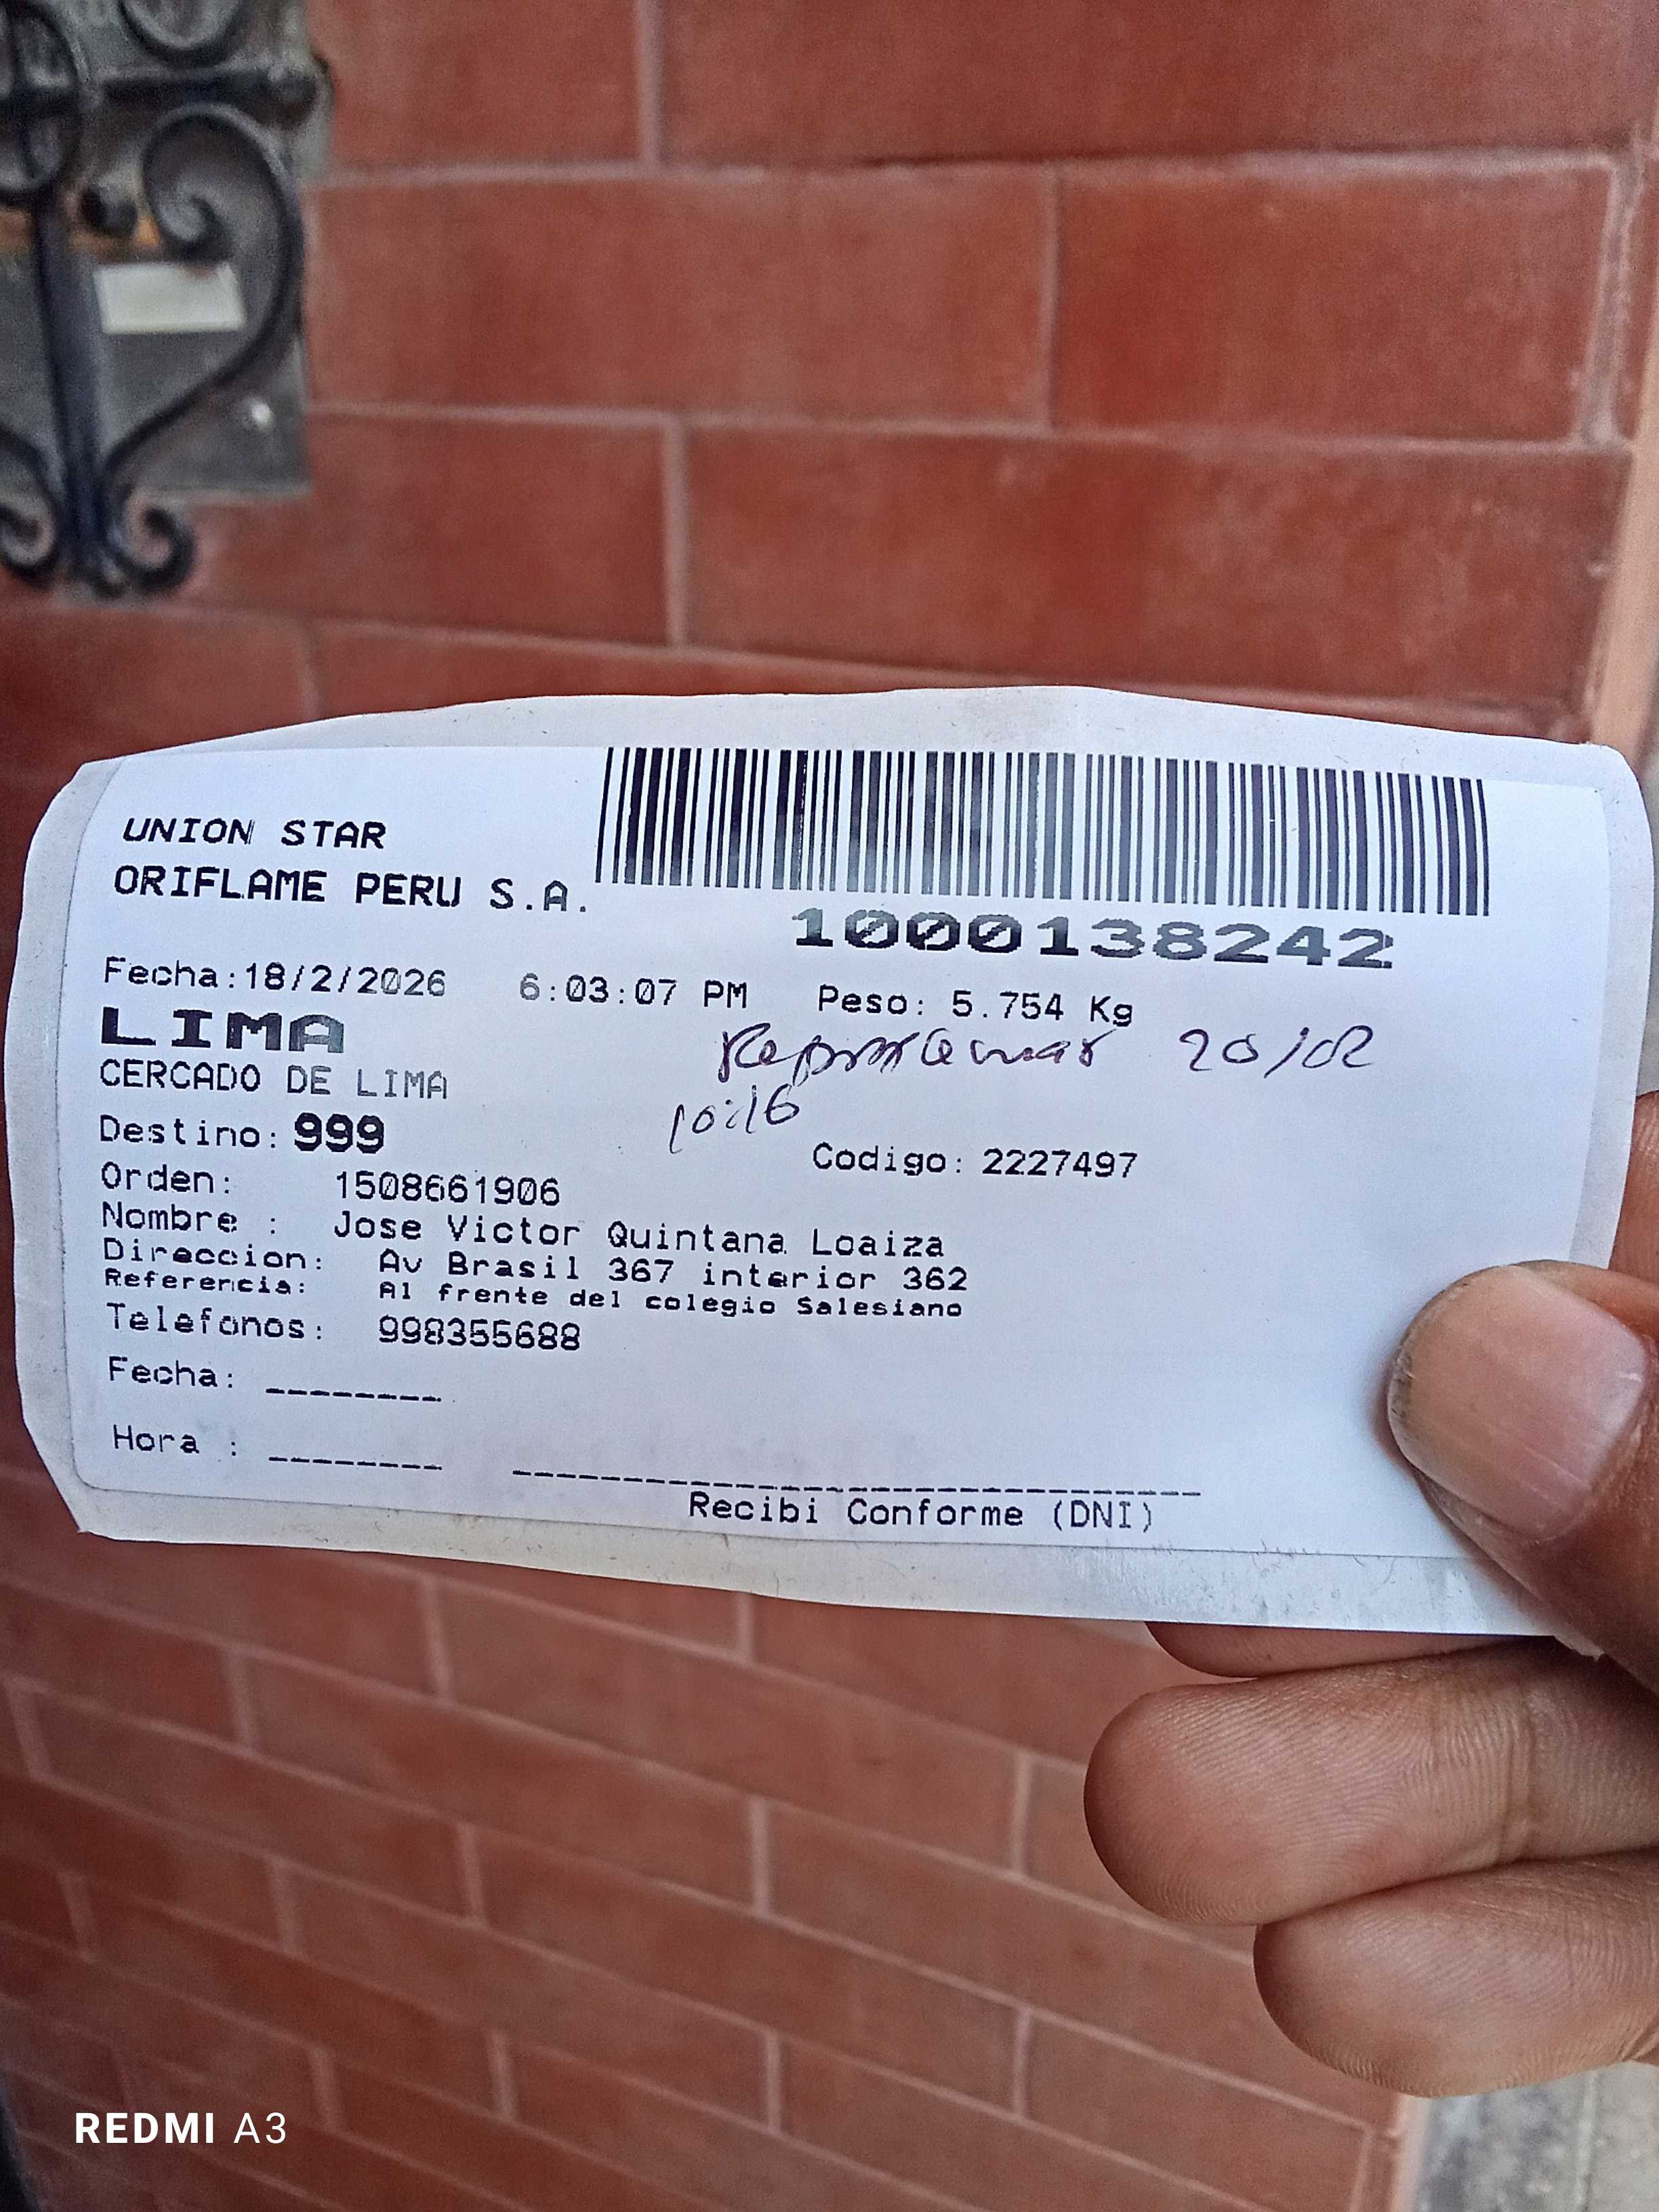 UNION STAR
ORIFLAME PERU S.A.
1000138242
Fecha:18/2/2026 6:03:07 PM Peso: 5.754 Kg
LIMA
Reprogramar 20/02
CERCADO DE LIMA
10:16
Destino: 999
Codigo: 2227497
Orden: 1508661906
Nombre : Jose Victor Quintana Loaiza
Direccion: Av Brasil 367 interior 362
Referencia: Al frente del colegio Salesiano
Telefonos: 998355688
Fecha: ________
Hora : ________
Recibi Conforme (DNI)
REDMI A3